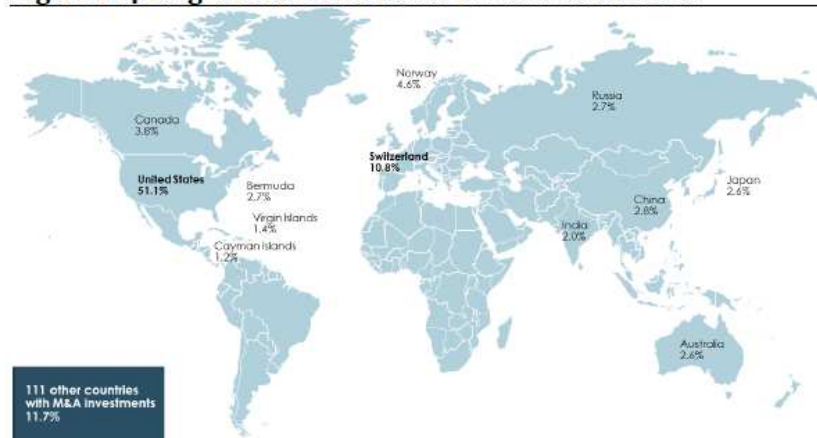 Norway
4.6%
Russia
2.7%
Canada
3.8%
Switzerland
10.8%
United States
51.1%
Bermuda
2.7%
Japan
2.6%
China
2.8%
Virgin Islands
1.4%
India
2.0%
Cayman Islands
1.2%
Australia
2.6%
111 other countries
with M&A investments
11.7%